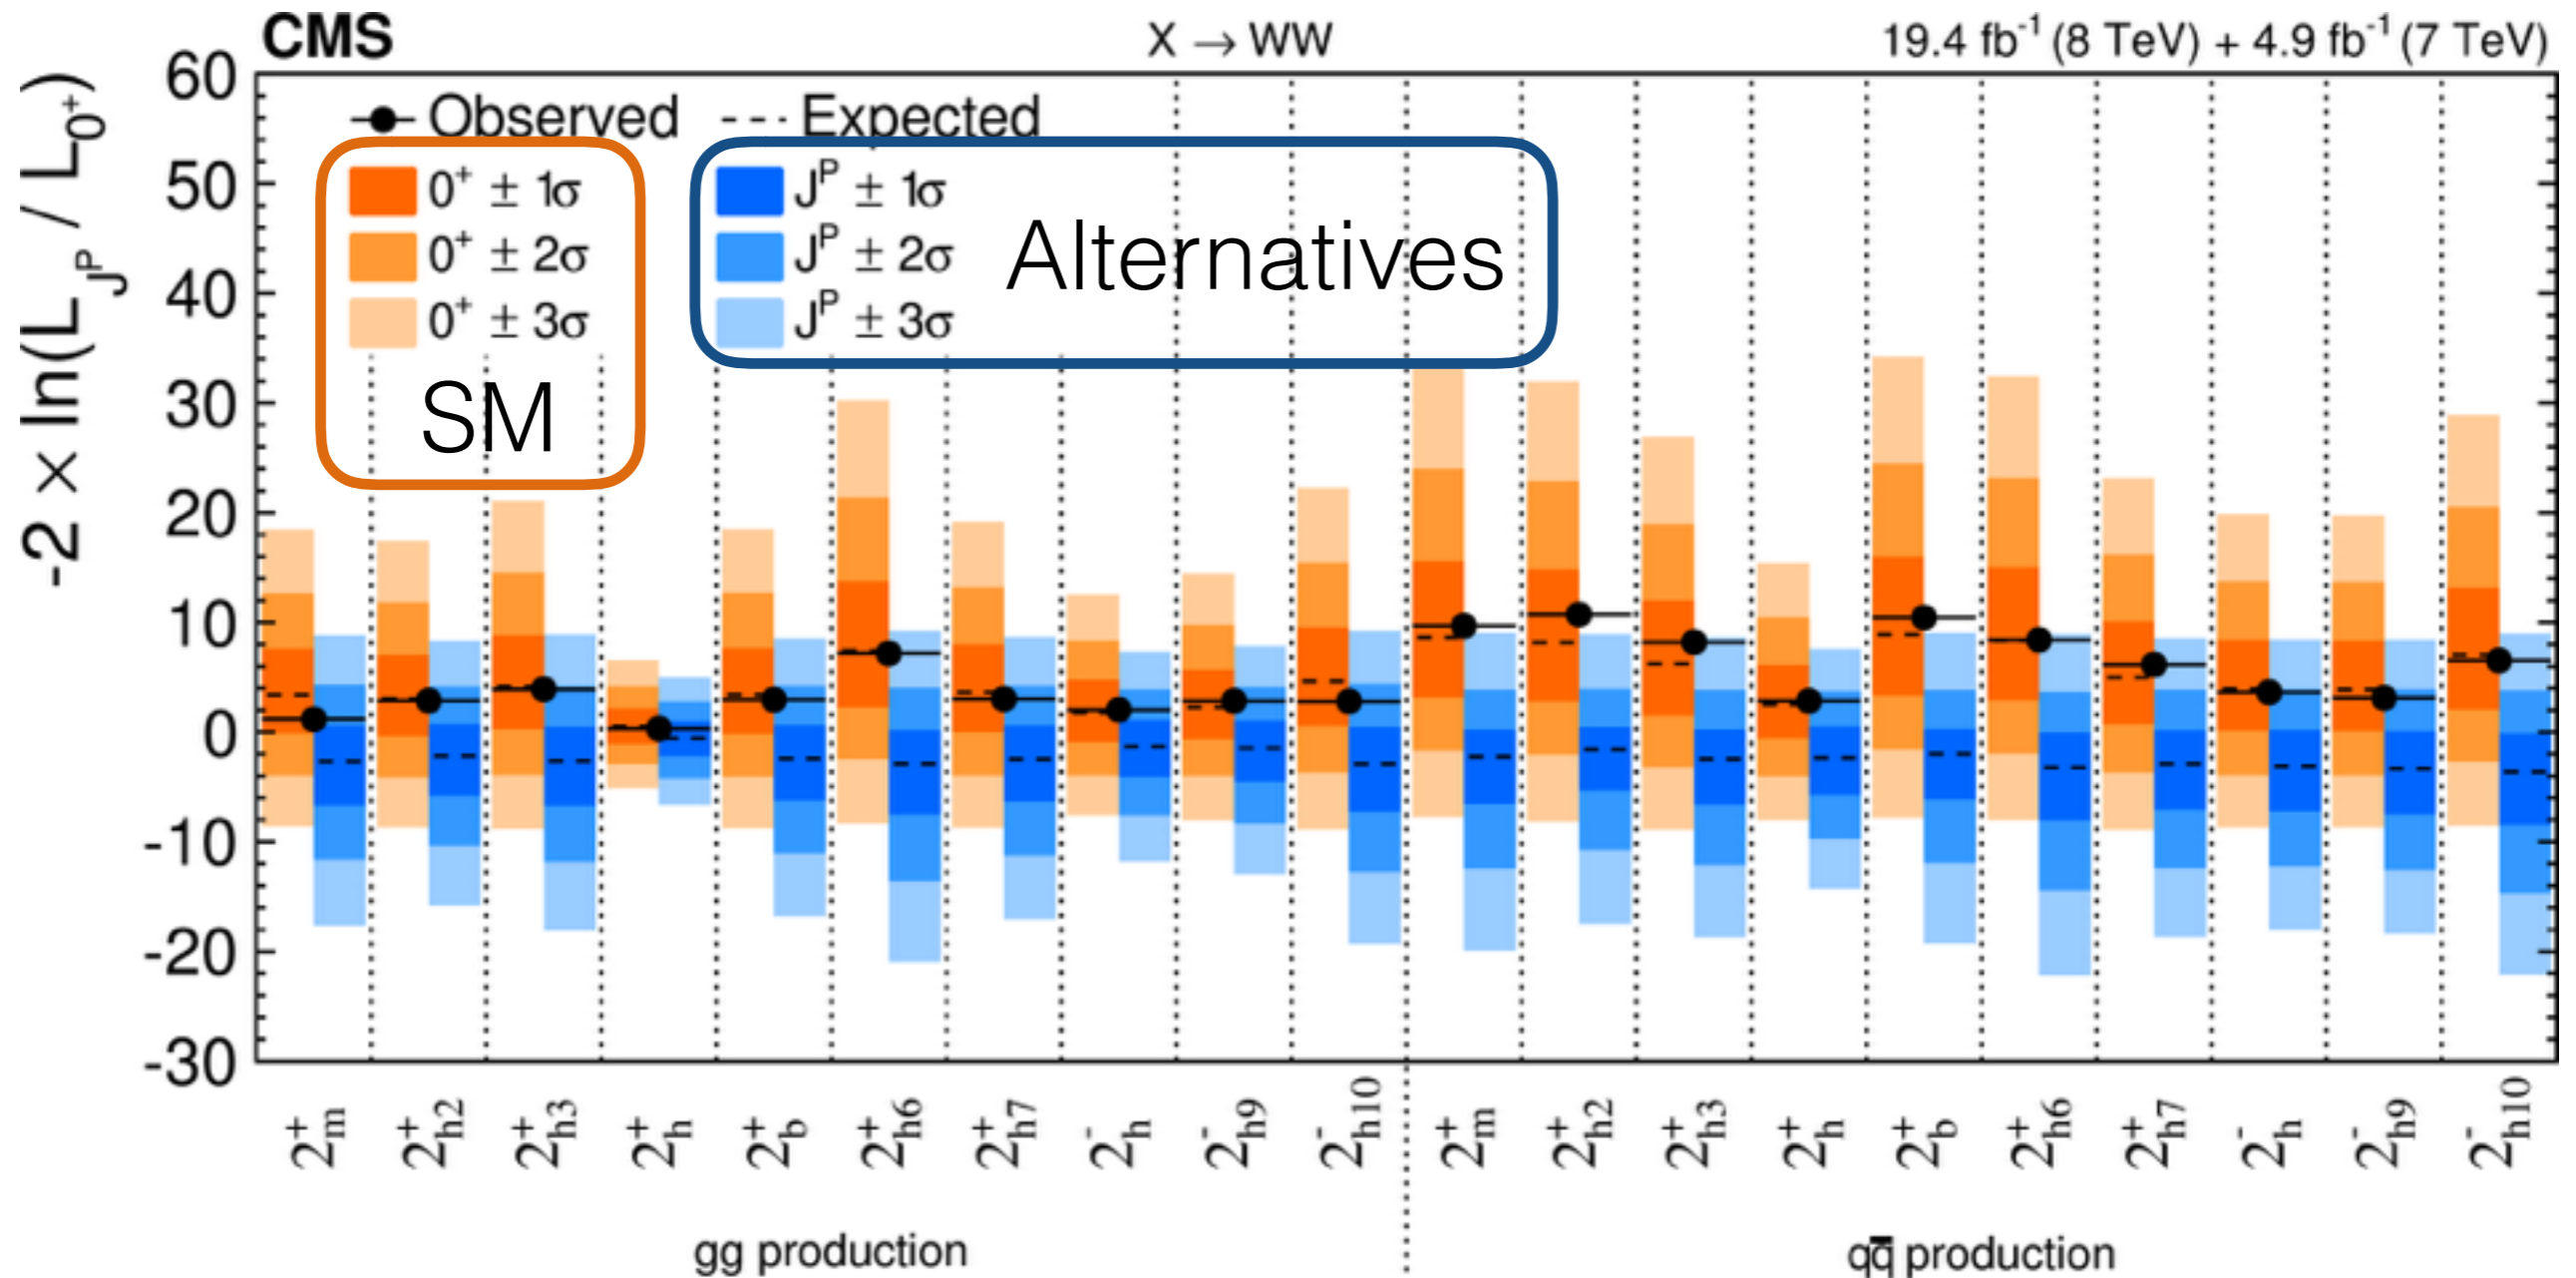 CMS X → WW 19.4 fb⁻¹ (8 TeV) + 4.9 fb⁻¹ (7 TeV)
-2 × ln(L_Jᴾ / L_0⁺)
60
50
40
30
20
10
0
-10
-20
-30
Observed Expected
0⁺ ± 1σ
0⁺ ± 2σ
0⁺ ± 3σ
SM
Jᴾ ± 1σ
Jᴾ ± 2σ
Jᴾ ± 3σ
Alternatives
2⁺m 2⁺h2 2⁺h3 2⁺h 2⁺b 2⁺h6 2⁺h7 2⁻h 2⁻h9 2⁻h10 2⁺m 2⁺h2 2⁺h3 2⁺h 2⁺b 2⁺h6 2⁺h7 2⁻h 2⁻h9 2⁻h10
gg production qq̄ production